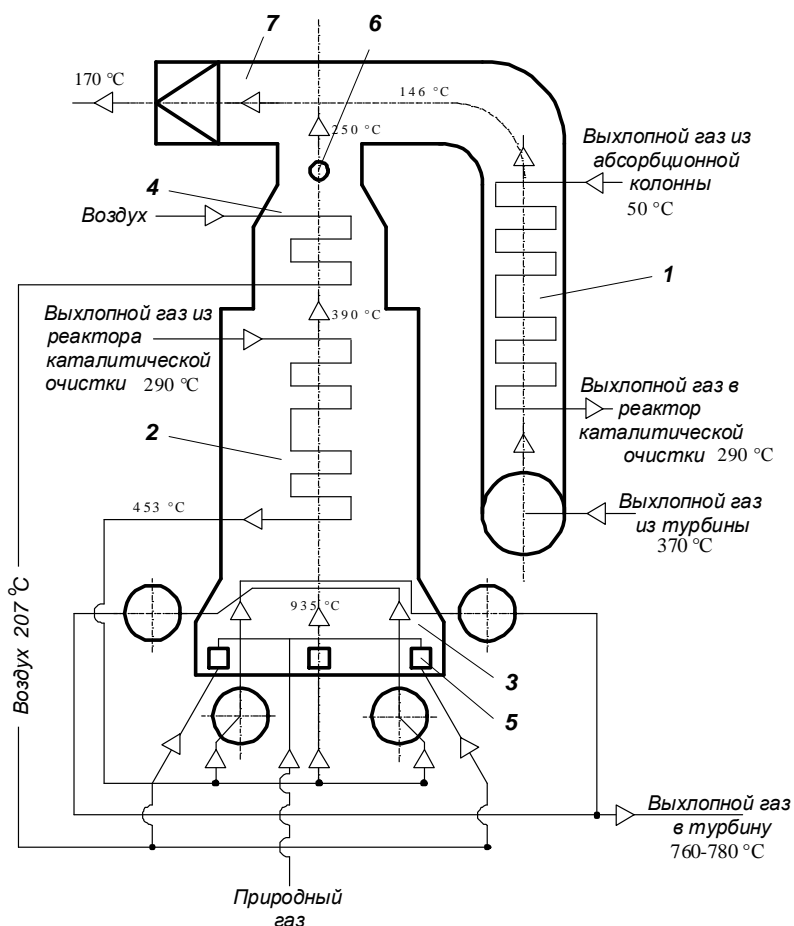 7
6
170 °C
146 °C
250 °C
Выхлопной газ из
абсорбционной
колонны
50 °C
4
Воздух
1
Выхлопной газ из
реактора
каталитической
очистки 290 °C
390 °C
Выхлопной газ в
реактор
каталитической
очистки 290 °C
2
453 °C
Выхлопной газ
из турбины
370 °C
Воздух 207 °C
935 °C
3
5
Выхлопной газ
в турбину
760-780 °C
Природный
газ